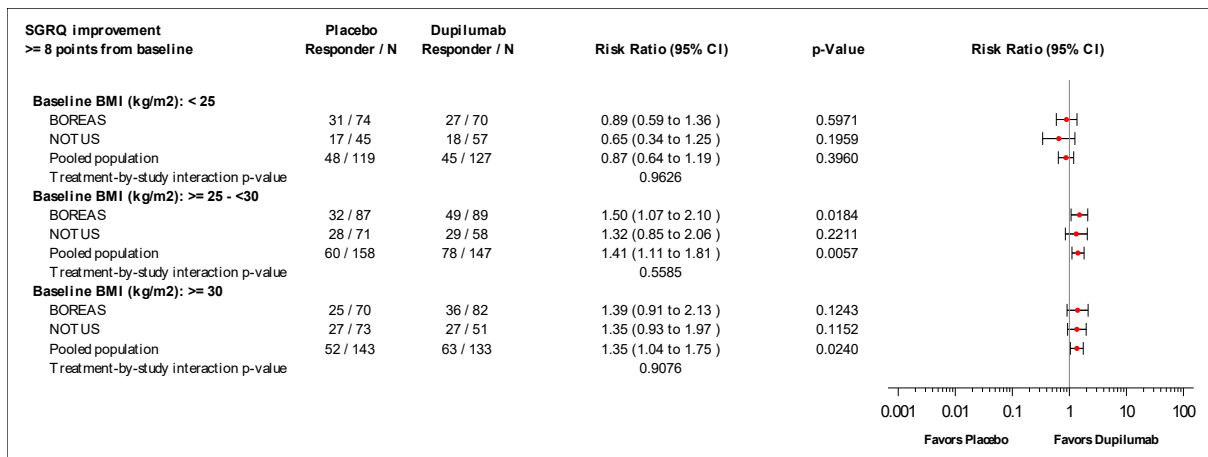 SGRQ improvement Placebo Dupilumab
>= 8 points from baseline Responder / N Responder / N Risk Ratio (95% CI) p-Value Risk Ratio (95% CI)
Baseline BMI (kg/m2): < 25
BOREAS 31 / 74 27 / 70 0.89 (0.59 to 1.36 ) 0.5971
NOTUS 17 / 45 18 / 57 0.65 (0.34 to 1.25 ) 0.1959
Pooled population 48 / 119 45 / 127 0.87 (0.64 to 1.19 ) 0.3960
Treatment-by-study interaction p-value 0.9626
Baseline BMI (kg/m2): >= 25 - <30
BOREAS 32 / 87 49 / 89 1.50 (1.07 to 2.10 ) 0.0184
NOTUS 28 / 71 29 / 58 1.32 (0.85 to 2.06 ) 0.2211
Pooled population 60 / 158 78 / 147 1.41 (1.11 to 1.81 ) 0.0057
Treatment-by-study interaction p-value 0.5585
Baseline BMI (kg/m2): >= 30
BOREAS 25 / 70 36 / 82 1.39 (0.91 to 2.13 ) 0.1243
NOTUS 27 / 73 27 / 51 1.35 (0.93 to 1.97 ) 0.1152
Pooled population 52 / 143 63 / 133 1.35 (1.04 to 1.75 ) 0.0240
Treatment-by-study interaction p-value 0.9076
0.001 0.01 0.1 1 10 100
Favors Placebo Favors Dupilumab